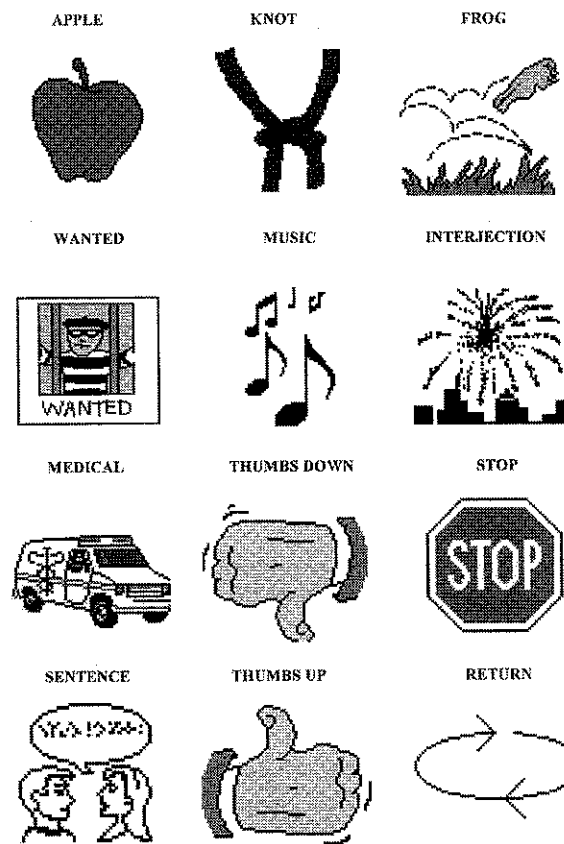 APPLE KNOT FROG
WANTED MUSIC INTERJECTION
WANTED
MEDICAL THUMBS DOWN STOP
STOP
SENTENCE THUMBS UP RETURN